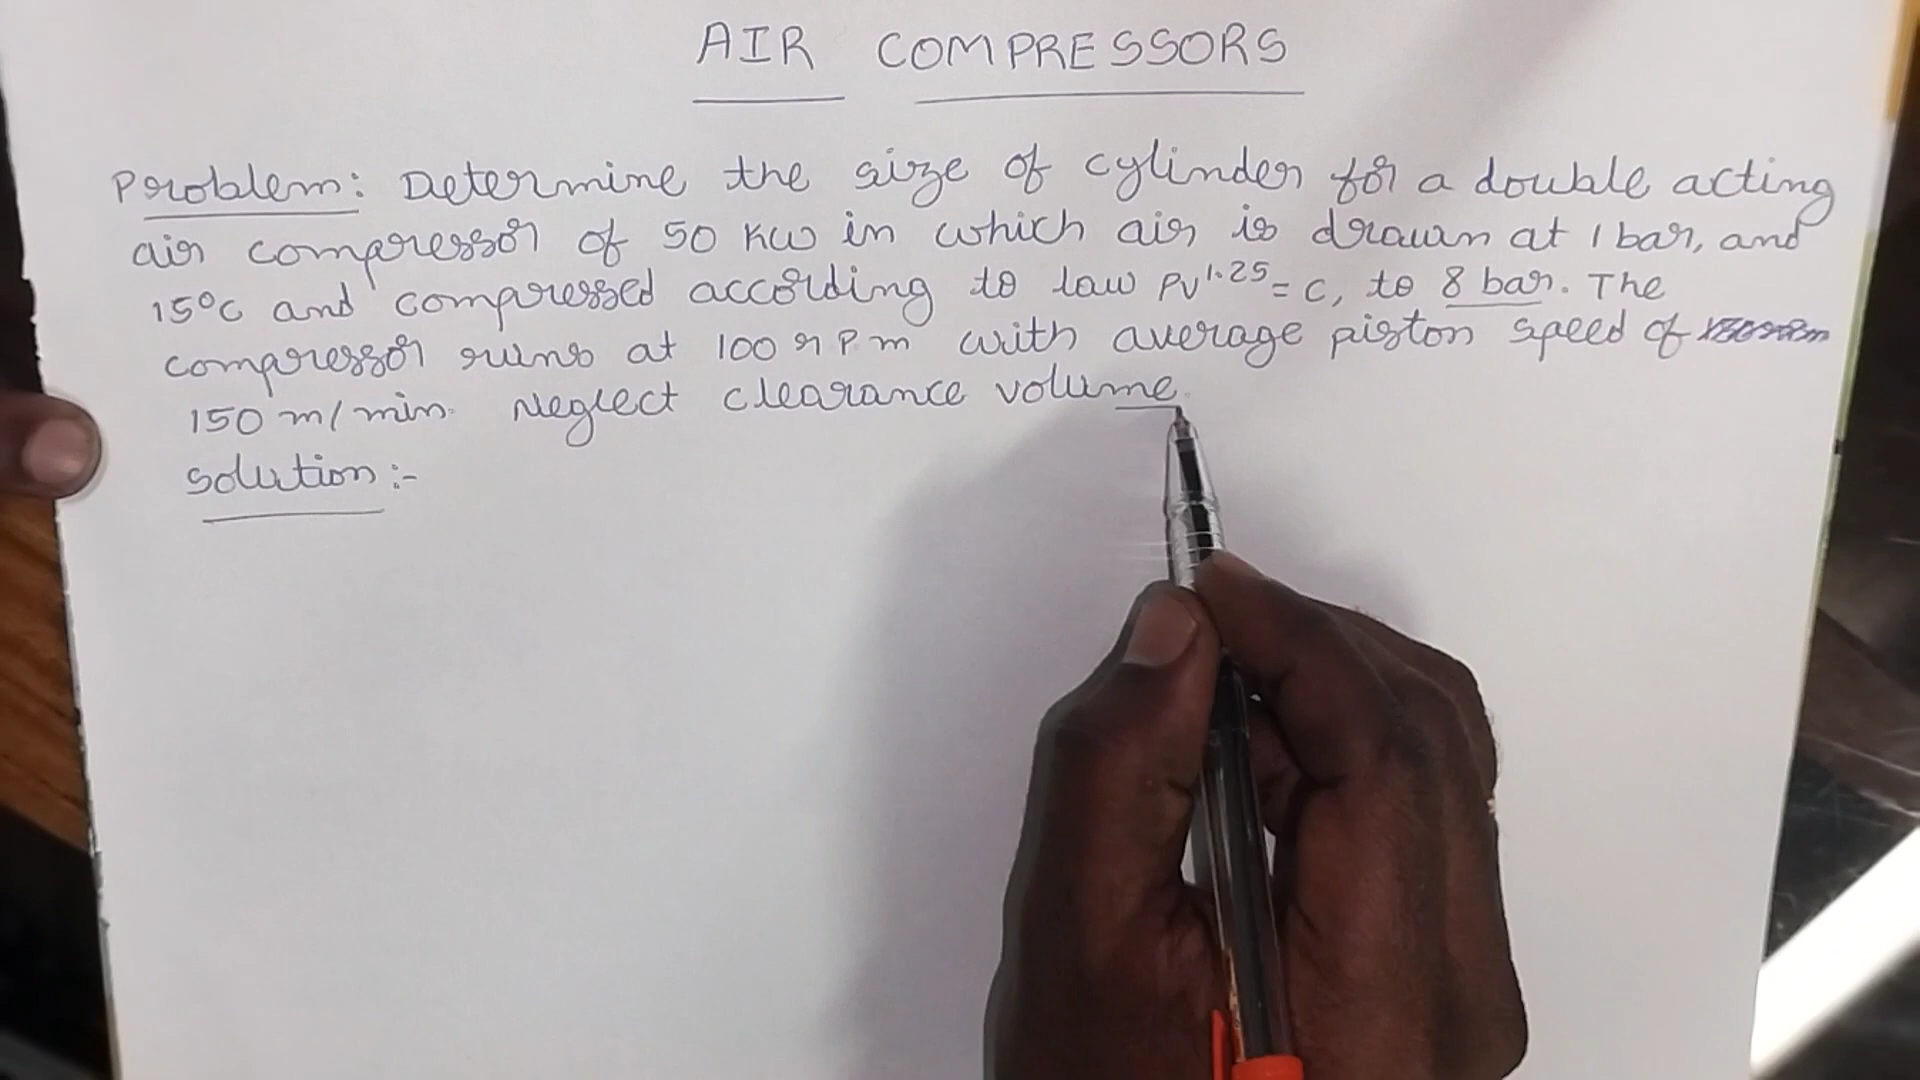 AIR COMPRESSORS
Problem: Determine the size of cylinder for a double acting
air compressor of 50 KW in which air is drawn at 1 bar, and
15°C and compressed according to law PV^1.25 = C, to 8 bar. The
compressor runs at 100 rpm with average piston speed of
150 m/min. Neglect clearance volume.
Solution :-